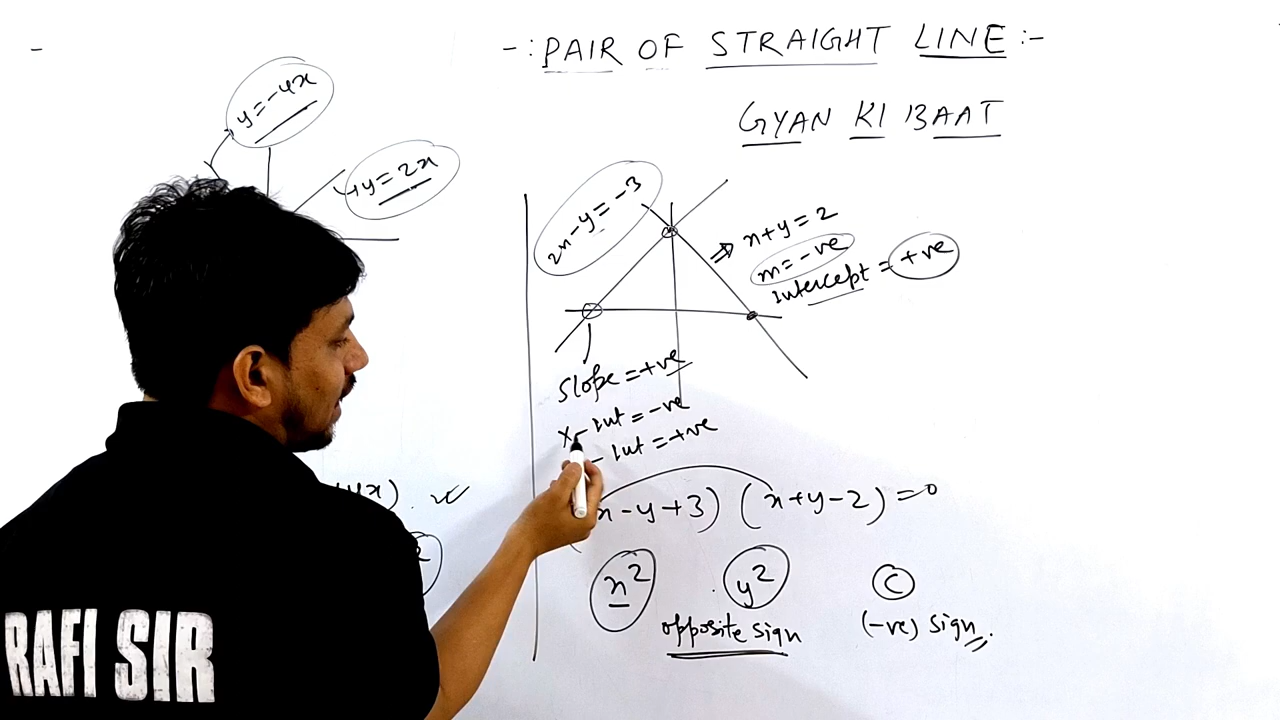 -: PAIR OF STRAIGHT LINE :-
GYAN KI BAAT
y=-4x
y=2x
2x-y=-3
⇒ x+y=2
m=-ve
intercept = +ve
Slope=+ve
x-int=-ve
-int=+ve
x-y+3) (x+y-2)=0
x² y² C
opposite sign (-ve) sign.
RAFI SIR